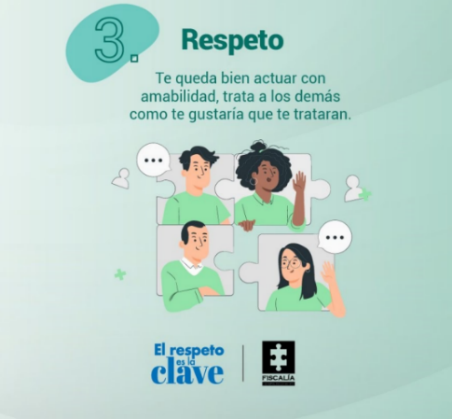 3. Respeto
Te queda bien actuar con
amabilidad, trata a los demás
como te gustaría que te trataran.
El respeto
es la
clave
FISCALÍA